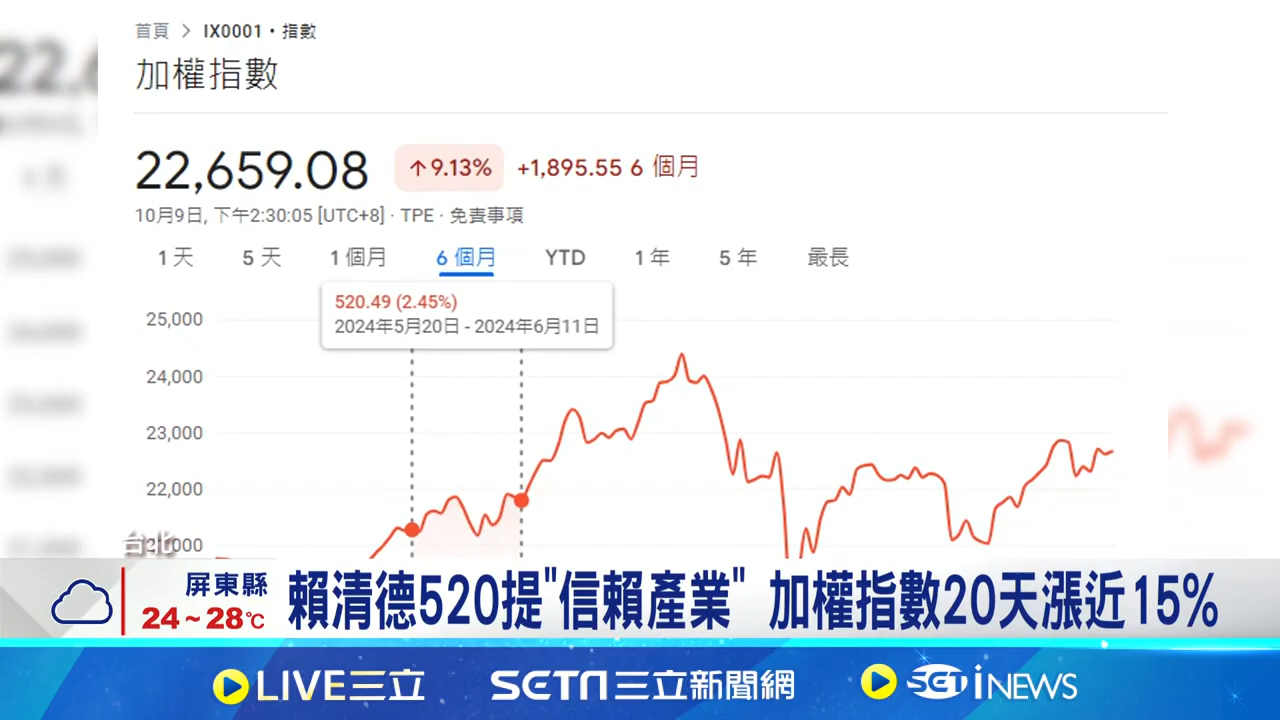 首頁 > IX0001・指數
加權指數
22,659.08 ↑9.13% +1,895.55 6 個月
10月9日, 下午2:30:05 [UTC+8] · TPE · 免責事項
1 天 5 天 1 個月 6 個月 YTD 1 年 5 年 最長
520.49 (2.45%)
2024年5月20日 - 2024年6月11日
25,000
24,000
23,000
22,000
台北
屏東縣
24~28℃
賴清德520提"信賴產業" 加權指數20天漲近15%
LIVE三立 SETN三立新聞網 SETiNEWS